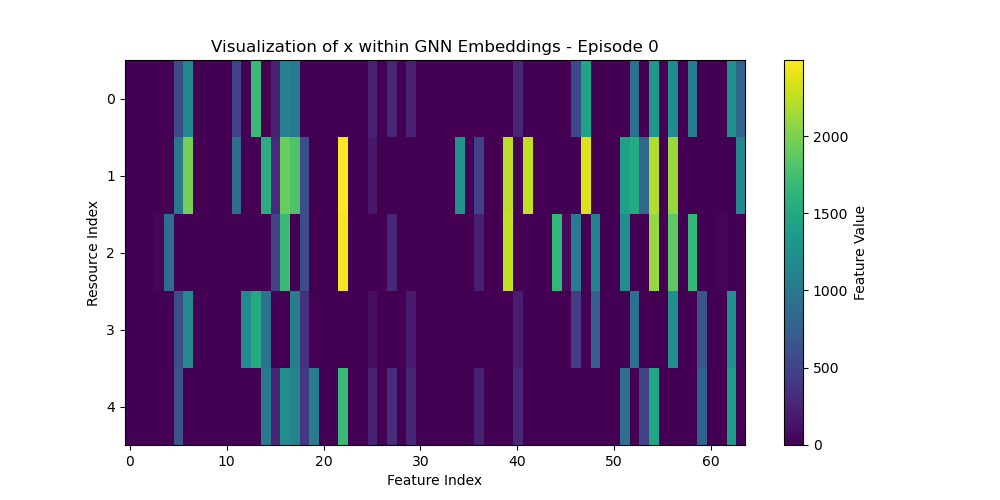 Visualization of x within GNN Embeddings - Episode 0
Resource Index
0
1
2
3
4
0 10 20 30 40 50 60
Feature Index
2000
1500
1000
500
0
Feature Value